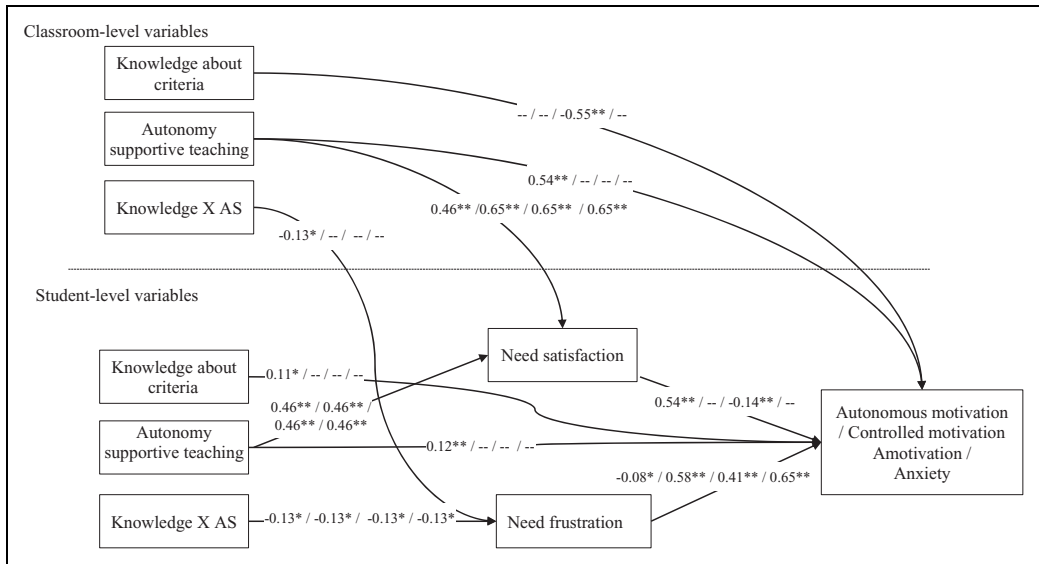 Classroom-level variables
Knowledge about
criteria
-- / -- / -0.55** / --
Autonomy
supportive teaching
0.54** / -- / -- / --
0.46** /0.65** / 0.65** / 0.65**
Knowledge X AS
-0.13* / -- / -- / --
Student-level variables
Need satisfaction
Knowledge about
criteria
0.11* / -- / -- / --
0.54** / -- / -0.14** / --
0.46** / 0.46** /
0.46** / 0.46**
Autonomous motivation
/ Controlled motivation
Amotivation /
Anxiety
Autonomy
supportive teaching
0.12** / -- / -- / --
-0.08* / 0.58** / 0.41** / 0.65**
Knowledge X AS
-0.13* / -0.13* / -0.13* / -0.13*
Need frustration